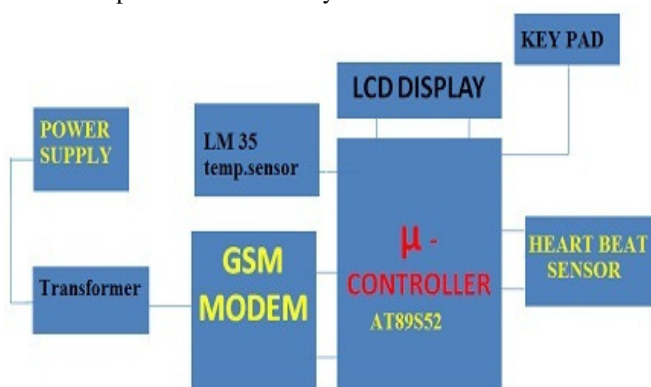 KEY PAD
LCD DISPLAY
POWER
SUPPLY
LM 35
temp.sensor
μ -
CONTROLLER
AT89S52
GSM
MODEM
HEART BEAT
SENSOR
Transformer